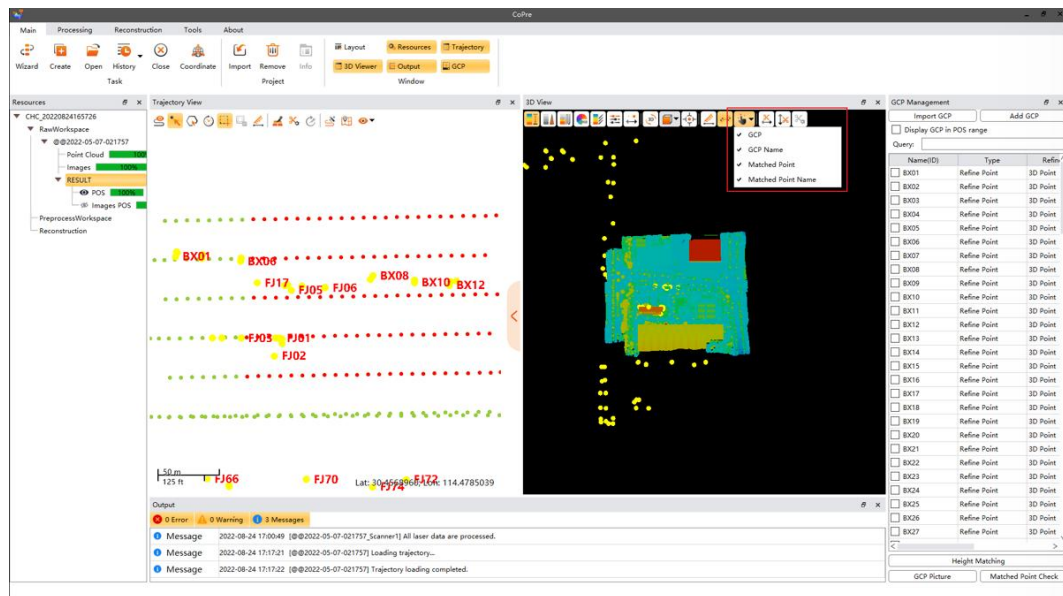 CoPre
Main Processing Reconstruction Tools About
Wizard Create Open History Close Coordinate Import Remove Info
Layout Resources Trajectory
3D Viewer Output GCP
Task Project Window
Resources
CHC_20220824165726
RawWorkspace
@@2022-05-07-021757
Point Cloud 100
Images 100%
RESULT
POS 100%
Images POS
PreprocessWorkspace
Reconstruction
Trajectory View
BX01 BX06
FJ17 FJ05 FJ06 BX08 BX10 BX12
FJ03 FJ01
FJ02
50 m
125 ft
FJ66 FJ70 FJ74 FJ72
Lon: 114.4785039
3D View
GCP
GCP Name
Matched Point
Matched Point Name
GCP Management
Import GCP Add GCP
Display GCP in POS range
Query:
Name(ID) Type Refin
BX01 Refine Point 3D Point
BX02 Refine Point 3D Point
BX03 Refine Point 3D Point
BX04 Refine Point 3D Point
BX05 Refine Point 3D Point
BX06 Refine Point 3D Point
BX07 Refine Point 3D Point
BX08 Refine Point 3D Point
BX09 Refine Point 3D Point
BX10 Refine Point 3D Point
BX11 Refine Point 3D Point
BX12 Refine Point 3D Point
BX13 Refine Point 3D Point
BX14 Refine Point 3D Point
BX15 Refine Point 3D Point
BX16 Refine Point 3D Point
BX17 Refine Point 3D Point
BX18 Refine Point 3D Point
BX19 Refine Point 3D Point
BX20 Refine Point 3D Point
BX21 Refine Point 3D Point
BX22 Refine Point 3D Point
BX23 Refine Point 3D Point
BX24 Refine Point 3D Point
BX25 Refine Point 3D Point
BX26 Refine Point 3D Point
BX27 Refine Point 3D Point
Height Matching
GCP Picture Matched Point Check
Output
0 Error 0 Warning 3 Messages
Message 2022-08-24 17:00:49 [@@2022-05-07-021757_Scanner1] All laser data are processed.
Message 2022-08-24 17:17:21 [@@2022-05-07-021757] Loading trajectory...
Message 2022-08-24 17:17:22 [@@2022-05-07-021757] Trajectory loading completed.